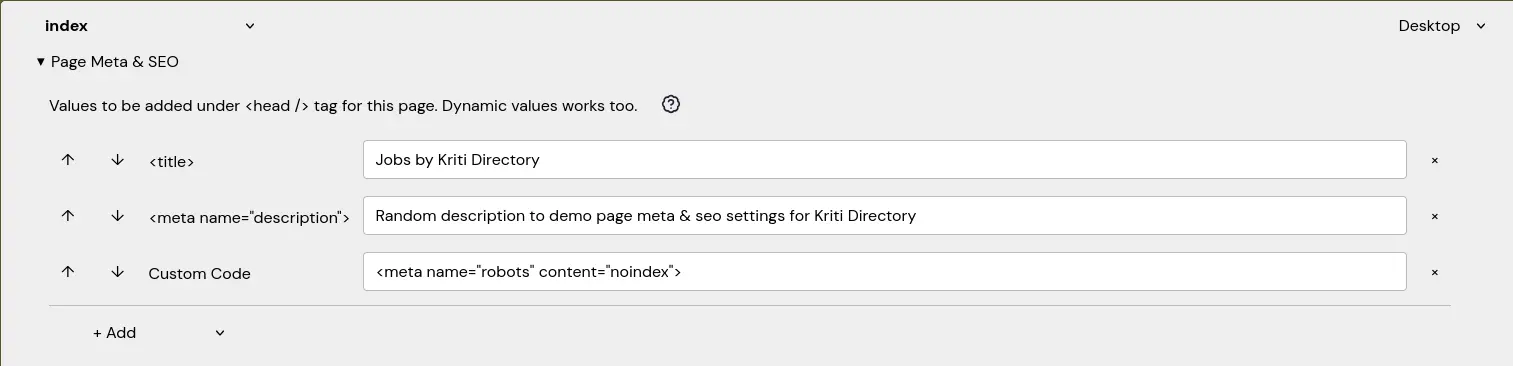 index
Desktop
▼ Page Meta & SEO
Values to be added under <head /> tag for this page. Dynamic values works too.
<title> Jobs by Kriti Directory ×
<meta name="description"> Random description to demo page meta & seo settings for Kriti Directory ×
Custom Code <meta name="robots" content="noindex"> ×
+ Add